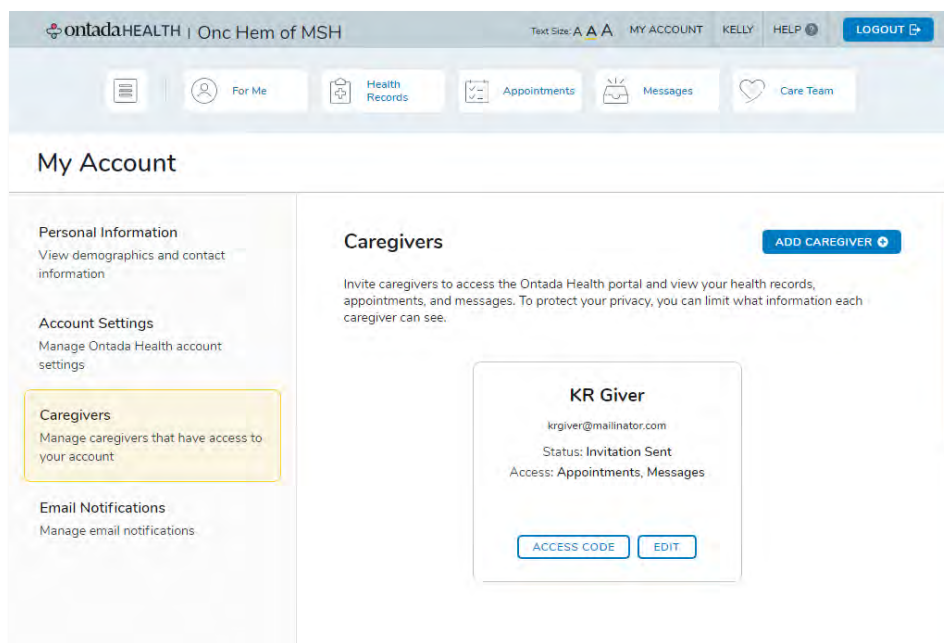 ontadaHEALTH | Onc Hem of MSH
Text Size: A A A MY ACCOUNT KELLY HELP ? LOGOUT
For Me
Health
Records
Appointments
Messages
Care Team
My Account
Personal Information
View demographics and contact
information
Account Settings
Manage Ontada Health account
settings
Caregivers
Manage caregivers that have access to
your account
Email Notifications
Manage email notifications
Caregivers
ADD CAREGIVER
Invite caregivers to access the Ontada Health portal and view your health records,
appointments, and messages. To protect your privacy, you can limit what information each
caregiver can see.
KR Giver
krgiver@mailinator.com
Status: Invitation Sent
Access: Appointments, Messages
ACCESS CODE
EDIT